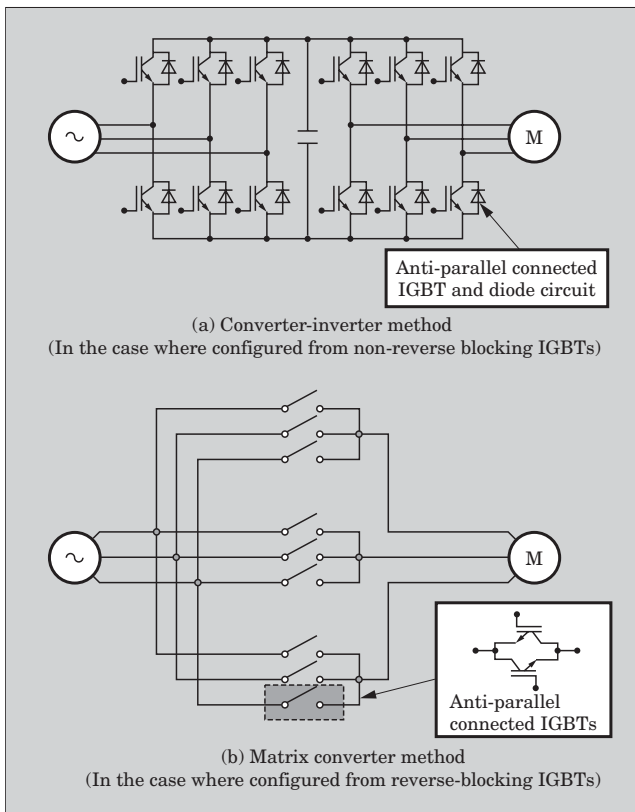 M
Anti-parallel connected
IGBT and diode circuit
(a) Converter-inverter method
(In the case where configured from non-reverse blocking IGBTs)
M
Anti-parallel
connected IGBTs
(b) Matrix converter method
(In the case where configured from reverse-blocking IGBTs)